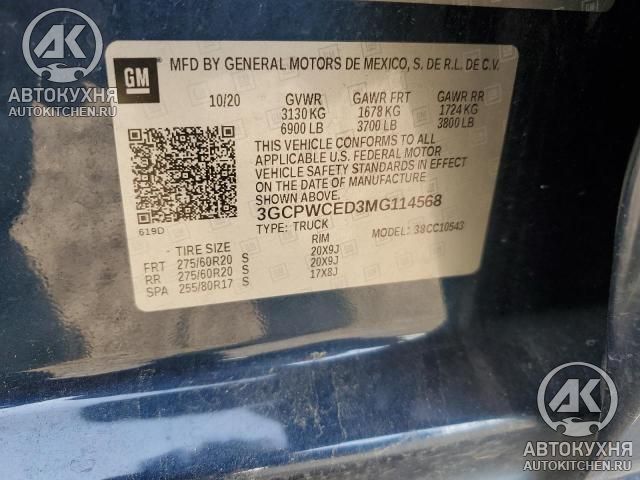 GM MFD BY GENERAL MOTORS DE MEXICO, S. DE R.L. DE C.V.
10/20 GVWR GAWR FRT GAWR RR
3130 KG 1678 KG 1724 KG
6900 LB 3700 LB 3800 LB
THIS VEHICLE CONFORMS TO ALL
APPLICABLE U.S. FEDERAL MOTOR
VEHICLE SAFETY STANDARDS IN EFFECT
ON THE DATE OF MANUFACTURE
SHOWN ABOVE.
3GCPWCED3MG114568
TYPE: TRUCK MODEL: 38CC10543
619D
TIRE SIZE RIM
FRT 275/60R20 S 20X9J
RR 275/60R20 S 20X9J
SPA 255/80R17 S 17X8J
АК
АВТОКУХНЯ
AUTOKITCHEN.RU
АК
АВТОКУХНЯ
AUTOKITCHEN.RU